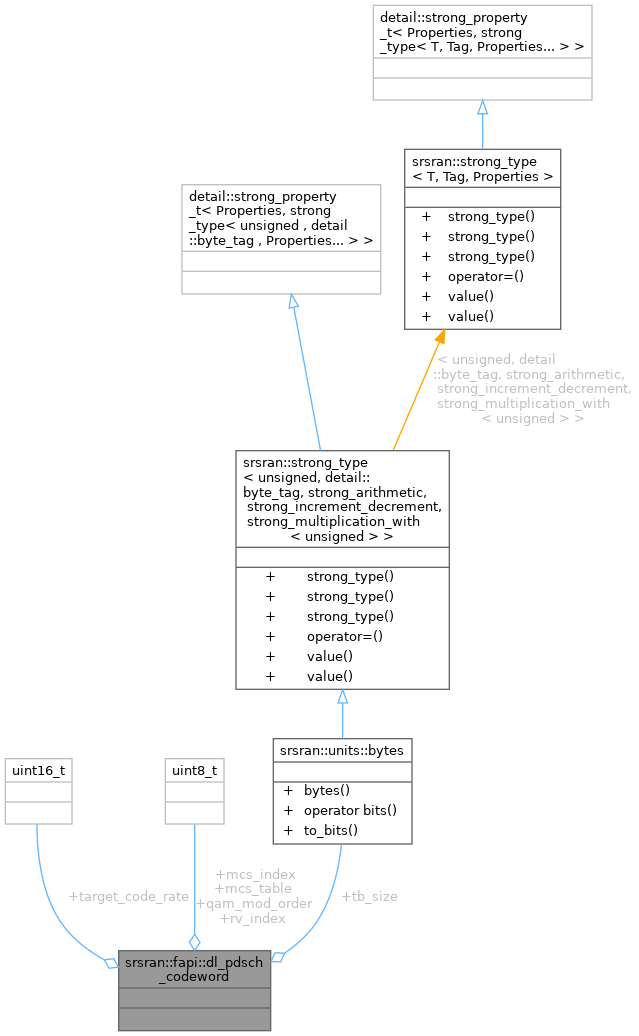 detail::strong_property
_t< Properties, strong
_type< T, Tag, Properties... > >
srsran::strong_type
< T, Tag, Properties >
+ strong_type()
+ strong_type()
+ strong_type()
+ operator=()
+ value()
+ value()
detail::strong_property
_t< Properties, strong
_type< unsigned , detail
::byte_tag , Properties... > >
< unsigned, detail
::byte_tag, strong_arithmetic,
strong_increment_decrement,
strong_multiplication_with
< unsigned > >
srsran::strong_type
< unsigned, detail::
byte_tag, strong_arithmetic,
strong_increment_decrement,
strong_multiplication_with
< unsigned > >
+ strong_type()
+ strong_type()
+ strong_type()
+ operator=()
+ value()
+ value()
uint16_t
uint8_t
srsran::units::bytes
+ bytes()
+ operator bits()
+ to_bits()
+target_code_rate
+mcs_index
+mcs_table
+qam_mod_order
+rv_index
+tb_size
srsran::fapi::dl_pdsch
_codeword